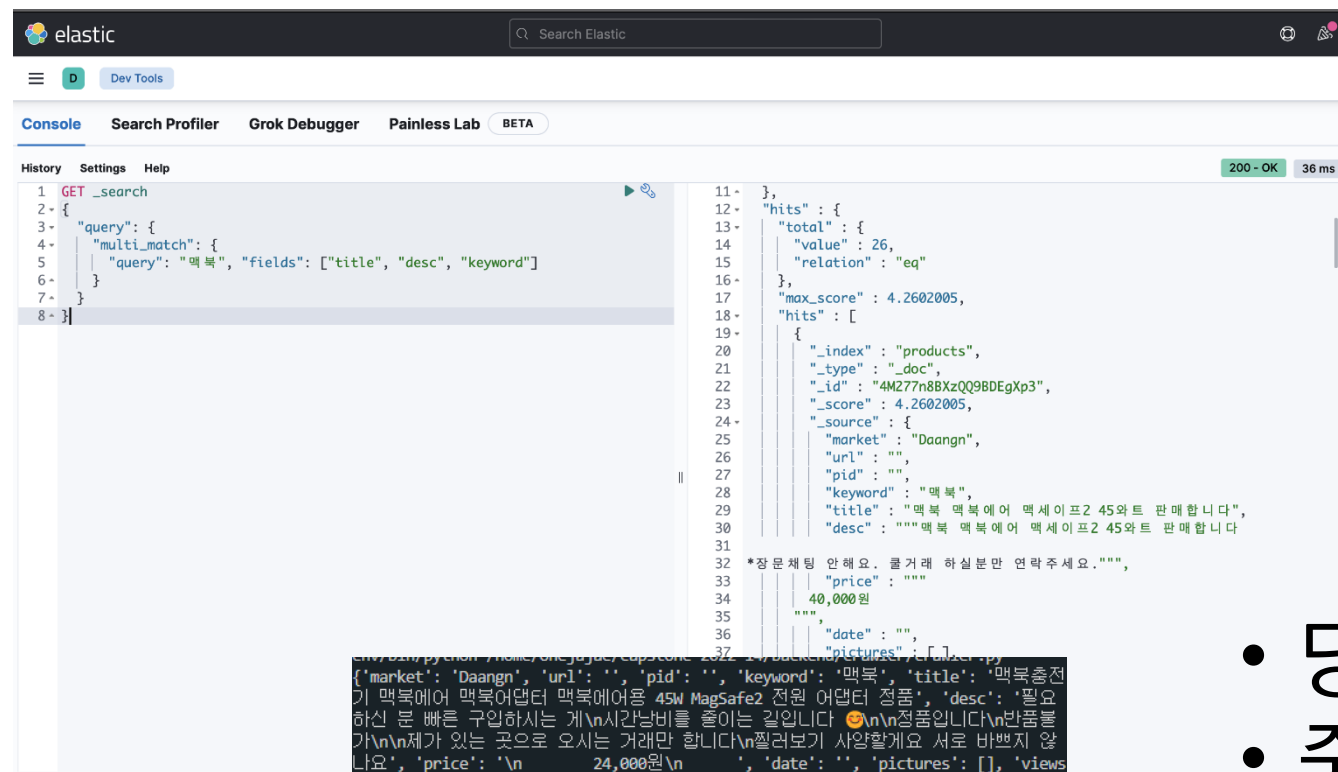 elastic
Search Elastic
D
Dev Tools
Console Search Profiler Grok Debugger Painless Lab BETA
History Settings Help
200 - OK 36 ms
1 GET _search
2 {
3 "query": {
4 "multi_match": {
5 "query": "맥북", "fields": ["title", "desc", "keyword"]
6 }
7 }
8 }
11 },
12 "hits" : {
13 "total" : {
14 "value" : 26,
15 "relation" : "eq"
16 },
17 "max_score" : 4.2602005,
18 "hits" : [
19 {
20 "_index" : "products",
21 "_type" : "_doc",
22 "_id" : "4M277n8BXzQQ9BDEgXp3",
23 "_score" : 4.2602005,
24 "_source" : {
25 "market" : "Daangn",
26 "url" : "",
27 "pid" : "",
28 "keyword" : "맥북",
29 "title" : "맥북 맥북에어 맥세이프2 45와트 판매합니다",
30 "desc" : """맥북 맥북에어 맥세이프2 45와트 판매합니다
31
32 *장문채팅 안해요. 쿨거래 하실분만 연락주세요.""",
33 "price" : """
34 40,000원
35 """,
36 "date" : "",
37 "pictures" : [ ],
{'market': 'Daangn', 'url': '', 'pid': '', 'keyword': '맥북', 'title': '맥북충전
기 맥북에어 맥북어댑터 맥북에어용 45W MagSafe2 전원 어댑터 정품', 'desc': '필요
하신 분 빠른 구입하시는 게\n시간낭비를 줄이는 길입니다 😊\n\n정품입니다\n반품불
가\n\n제가 있는 곳으로 오시는 거래만 합니다\n찔러보기 사양할게요 서로 바쁘지 않
나요', 'price': '\n 24,000원\n ', 'date': '', 'pictures': [], 'views